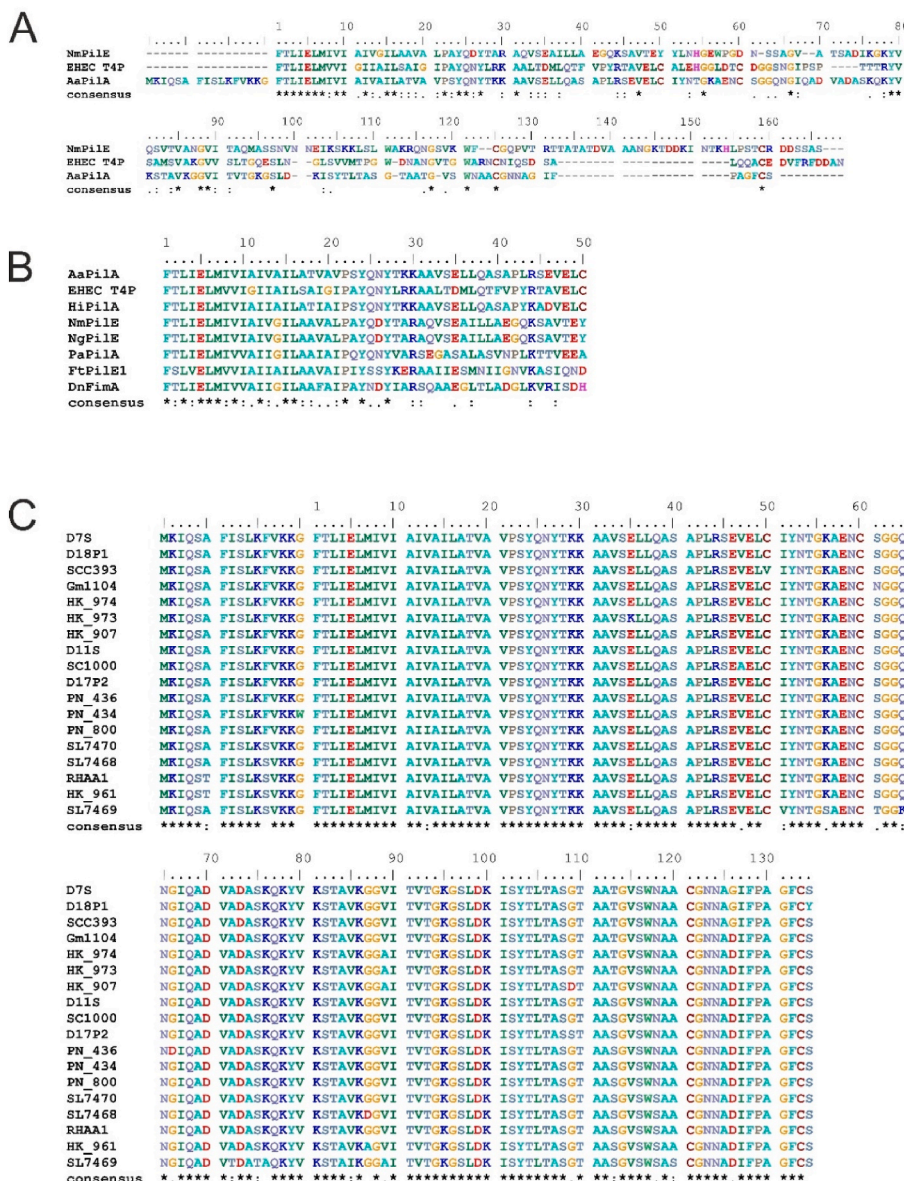 A
1 10 20 30 40 50 60 70 80
NmPilE ---------- ---------- FTLIELMIVI AIVGILAAVA LPAYQDYTAR AQVSEAILLA EGQKSAVTEY YLNHGEWPGD N-SSAGV--A TSADIKGKYV
EHEC T4P ---------- ---------- FTLIELMVVI GIIAILSAIG IPAYQNYLRK AALTDMLQTF VPYRTAVELC ALEHGGLDTC DGGSNGIPSP ----TTTRYV
AaPilA MKIQSAF ISLKFVKKG FTLIELMIVI AIVAILATVA VPSYQNYTKK AAVSELLQAS APLRSEVELC IYNTGKAENC SGGQNGIQAD VADASKQKYV
consensus
90 100 110 120 130 140 150 160
NmPilE QSVTVANGVI TAQMASSNVN NEIKSKKLSL WAKRQNGSVK WF--CGQPVT RTTATATDVA AANGKTDDKI NTKHLPSTCR DDSSAS---
EHEC T4P SAMSVAKGVV SLTGQESLN- -GLSVVMTPG W-DNANGVTG WARNCNIQSD SA-------- ---------- -----LQQACE DVFRFDDAN
AaPilA KSTAVKGGVI TVTGKGSLD- -KISYTLTAS G-TAATG-VS WNAACGNNAG IF-------- ---------- -----PAGFCS ---------
consensus
B
1 10 20 30 40 50
AaPilA FTLIELMIVIAIVAILATVAVPSYQNYTKKAAVSELLQASAPLRSEVELC
EHEC T4P FTLIELMVVIGIIAILSAIGIPAYQNYLRKAALTDMLQTFVPYRTAVELC
HiPilA FTLIELMIVIAIIAILATIAIPSYQNYTKKAAVSELLQASAPYKADVELC
NmPilE FTLIELMIVIAIVGILAAVALPAYQDYTARAQVSEAILLAEGQKSAVTEY
NgPilE FTLIELMIVIAIVGILAAVALPAYQDYTARAQVSEAILLAEGQKSAVTEY
PaPilA FTLIELMIVVAIIGILAAIAIPQYQNYVARSEGASALASVNPLKTTVEEA
FtPilE1 FSLVELMVVIAIIAILAAVAIPMYSSYKERAAIIESMNIIGNVKASIQND
DnFimA FTLIELMVVIAIIGILAAFAIPAYNDYIARSQAAEGLTLADGLKVRISDH
consensus
C
1 10 20 30 40 50 60
D7S MKIQSA FISLKFVKKG FTLIELMIVI AIVAILATVA VPSYQNYTKK AAVSELLQAS APLRSEVELC IYNTGKAENC SGGQ
D18P1 MKIQSA FISLKFVKKG FTLIELMIVI AIVAILATVA VPSYQNYTKK AAVSELLQAS APLRSEVELC IYNTGKAENC SGGQ
SCC393 MKIQSA FISLKFVKKG FTLIELMIVI AIVAILATVA VPSYQNYTKK AAVSELLQAS APLRSEVELV IYNTGKAENC SGGQ
Gm1104 MKIQSA FISLKFVKKG FTLIELMIVI AIVAILATVA VPSYQNYTKK AAVSELLQAS APLRSEVELC IYNTGKAENC SNGQ
HK_974 MKIQSA FISLKFVKKG FTLIELMIVI AIVAILATVA VPSYQNYTKK AAVSELLQAS APLRSEVELC IYNTGKAENC SGGQ
HK_973 MKIQSA FISLKFVKKG FTLIELMIVI AIVAILATVA VPSYQNYTKK AAVSKLLQAS APLRSEVELC IYNTGKAENC SGGQ
HK_907 MKIQSA FISLKFVKKG FTLIELMIVI AIVAILATVA VPSYQNYTKK AAVSELLQAS APLRSEVELC IYNTGKAENC SGGQ
D11S MKIQSA FISLKFVKKG FTLIELMIVI AIVAILATVA VPSYQNYTKK AAVSELLQAS APLRSEVELC IYNTGKAENC SGGQ
SC1000 MKIQSA FISLKFVKKG FTLIELMIVI AIVAILATVA VPSYQNYTKK AAVSELLQAS APLRSEAELC IYNTGKAENC SGGQ
D17P2 MKIQSA FISLKFVKKG FTLIELMIVI AIVAILATVA VPSYQNYTKK AAVSELLQAS APLRSEVELC IYNTGKAENC SGGQ
PN_436 MKIQSA FISLKFVKKG FTLIELMIVI AIVAILATVA VPSYQNYTKK AAVSELLQAS APLRSEVELC IYNTGKAENC SGGQ
PN_434 MKIQSA FISLKFVKKW FTLIELMIVI AIVAILATVA VPSYQNYTKK AAVSELLQAS APLRSEVELC IYNTGKAENC SGGQ
PN_800 MKIQSA FISLKFVKKG FTLIELMIVI AIIAILATVA VPSYQNYTKK AAVSELLQAS APLRSEVELC IYNTGKAENC SGGQ
SL7470 MKIQSA FISLKSVKKG FTLIELMIVI AIVAILATVA VPSYQNYTKK AAVSELLQAS APLRSEVELC IYNTGKAENC SGGQ
SL7468 MKIQSA FISLKSVKKG FTLIELMIVI AIVAILATVA VPSYQNYTKK AAVSELLQAS APLRSEVELC IYNTGKAENC SGGQ
RHAA1 MKIQST FISLKSVKKG FTLIELMIVI AIVAILATVA VPSYQNYTKK AAVSELLQAS APLRSEVELC IYNTGKAENC SGGQ
HK_961 MKIQST FISLKSVKKG FTLIELMIVI AIVAILATVA VPSYQNYTKK AAVSELLQAS APLRSEVELC IYNTGKAENC SGGQ
SL7469 MKIQSA FISLKFVKKG FTLIELMIVI AIVAILATVA VPSYQNYTKK AAVSELLQAS APLRSELELC VYNTGSAENC TGGK
consensus
70 80 90 100 110 120 130
D7S NGIQAD VADASKQKYV KSTAVKGGVI TVTGKGSLDK ISYTLTASGT AATGVSWNAA CGNNAGIFPA GFCS
D18P1 NGIQAD VADASKQKYV KSTAVKGGVI TVTGKGSLDK ISYTLTASGT AATGVSWNAA CGNNAGIFPA GFCY
SCC393 NGIQAD VADASKQKYV KSTAVKGGVI TVTGKGSLDK ISYTLTASGT AATGVSWNAA CGNNAGIFPA GFCS
Gm1104 NGIQAD VADASKQKYV KSTAVKGGVI TVTGKGSLDK ISYTLTASGT AATGVSWNAA CGNNADIFPA GFCS
HK_974 NGIQAD VADASKQKYV KSTAVKGGAI TVTGKGSLDK ISYTLTASGT AATGVSWNAA CGNNADIFPA GFCS
HK_973 NGIQAD VADASKQKYV KSTAVKGGAI TVTGKGSLDK ISYTLTASGT AATGVSWNAA CGNNADIFPA GFCS
HK_907 NGIQAD VADASKQKYV KSTAVKGGAI TVTGKGSLDK ISYTLTASDT AATGVSWNAA CGNNADIFPA GFCS
D11S NGIQAD VADASKQKYV KSTAVKGGVI TVTGKGSLDK ISYTLTASGT AASGVSWNAA CGNNADIFPA GFCS
SC1000 NGIQAD VADASKQKYV KSTAVKGGVI TVTGKGSLDK ISYTLTASGT AASGVSWNAA CGNNADIFPA GFCS
D17P2 NGIQAD VADASKQKYV KSTAVKGGVI TVTGKGSLDK ISYTLTASST AASGVSWNAA CGNNADIFPA GFCS
PN_436 NDIQAD VADASKQKYV KSTAVKGGVI TVTGKGSLDK ISYTLTASGT AASGVSWNAA CGNNADIFPA GFCS
PN_434 NGIQAD VADASKQKYV KSTAVKGGVI TVTGKGSLDK ISYTLTASGT AASGVSWNAA CGNNADIFPA GFCS
PN_800 NGIQAD VADASKQKYV KSTAVKGGVI TVTGKGSLDK ISYTLTASGT AASGVSWNAA CGNNADIFPA GFCS
SL7470 NGIQAD VADASKQKYV KSTAVKGGVI TVTGKGSLDK ISYTLTASGT AASGVSWNAA CGNNADIFPA GFCS
SL7468 NGIQAD VADASKQKYV KSTAVKDGVI TVTGKGSLDK ISYTLTASGT AASGVSWNAA CGNNADIFPA GFCS
RHAA1 NGIQAD VADASKQKYV KSTAVKGGVI TVTGKGSLDK ISYTLTASGT AASGVSWNAA CGNNADIFPA GFCS
HK_961 NGIQAD VADASKQKYV KSTAVKAGVI TVTGKGSLDK ISYTLTASGT AASGVSWNAA CGNNADIFPA GFCS
SL7469 NGIQAD VTDATAQKYV KSTAIKGGAI TVTGKGSLDK ISYTLTASGT AASGVSWSAS CGNNADIFPA GFCS
consensus